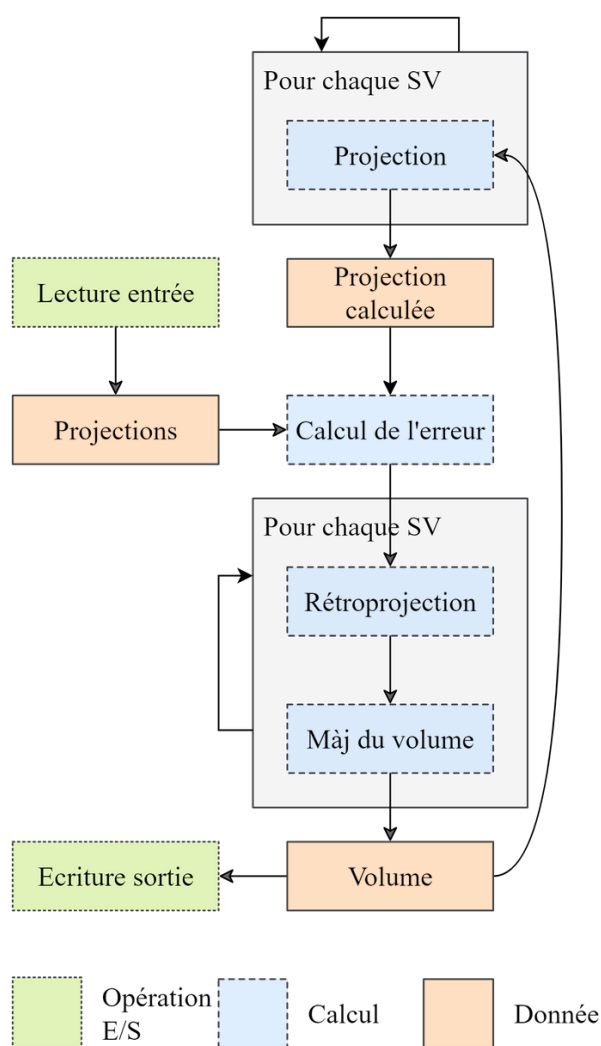 Pour chaque SV
Projection
Lecture entrée
Projection
calculée
Projections
Calcul de l'erreur
Pour chaque SV
Rétroprojection
Màj du volume
Ecriture sortie
Volume
Opération
E/S
Calcul
Donnée